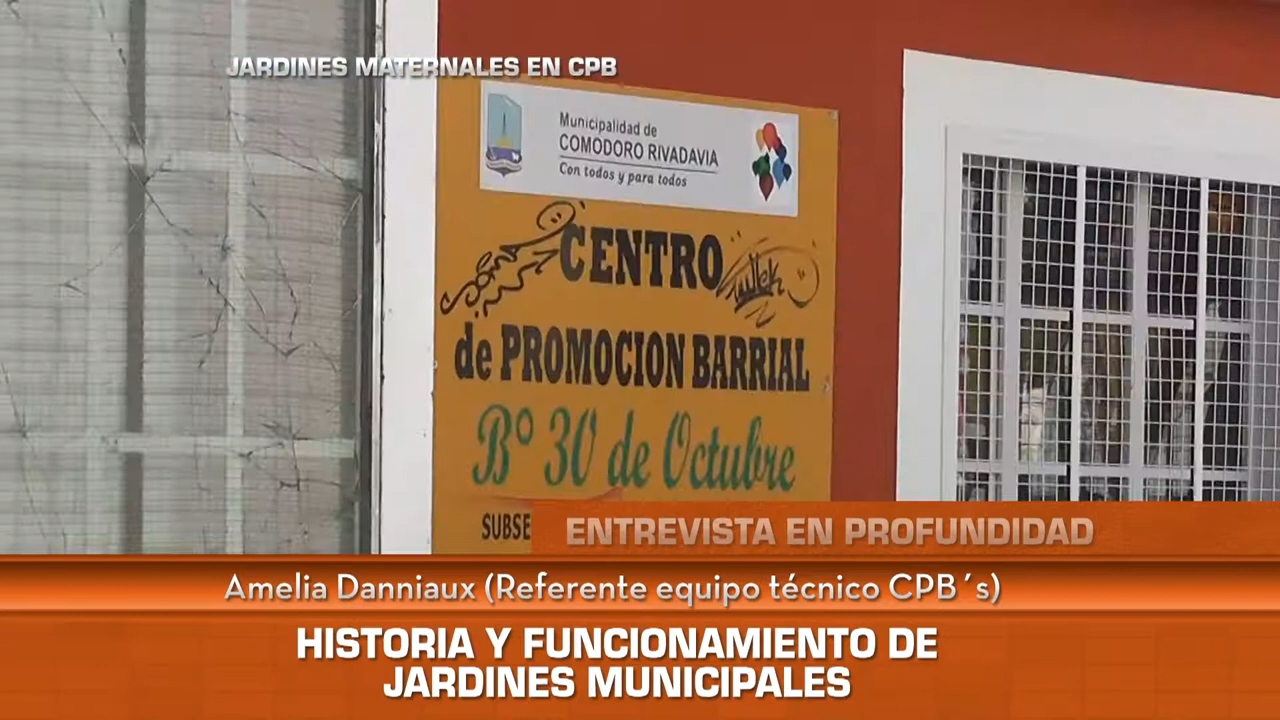 JARDINES MATERNALES EN CPB
Municipalidad de
COMODORO RIVADAVIA
Con todos y para todos
CENTRO
de PROMOCION BARRIAL
Bº 30 de Octubre
SUBSE
ENTREVISTA EN PROFUNDIDAD
Amelia Danniaux (Referente equipo técnico CPB´s)
HISTORIA Y FUNCIONAMIENTO DE
JARDINES MUNICIPALES